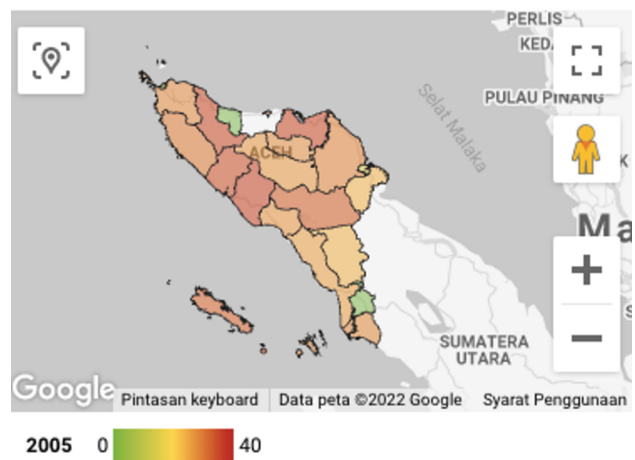 PERLIS
KED
PULAU PINANG
Selat Malaka
ACEH
K
Ma
S
SUMATERA
UTARA
Google
Pintasan keyboard
Data peta ©2022 Google
Syarat Penggunaan
2005 0 40